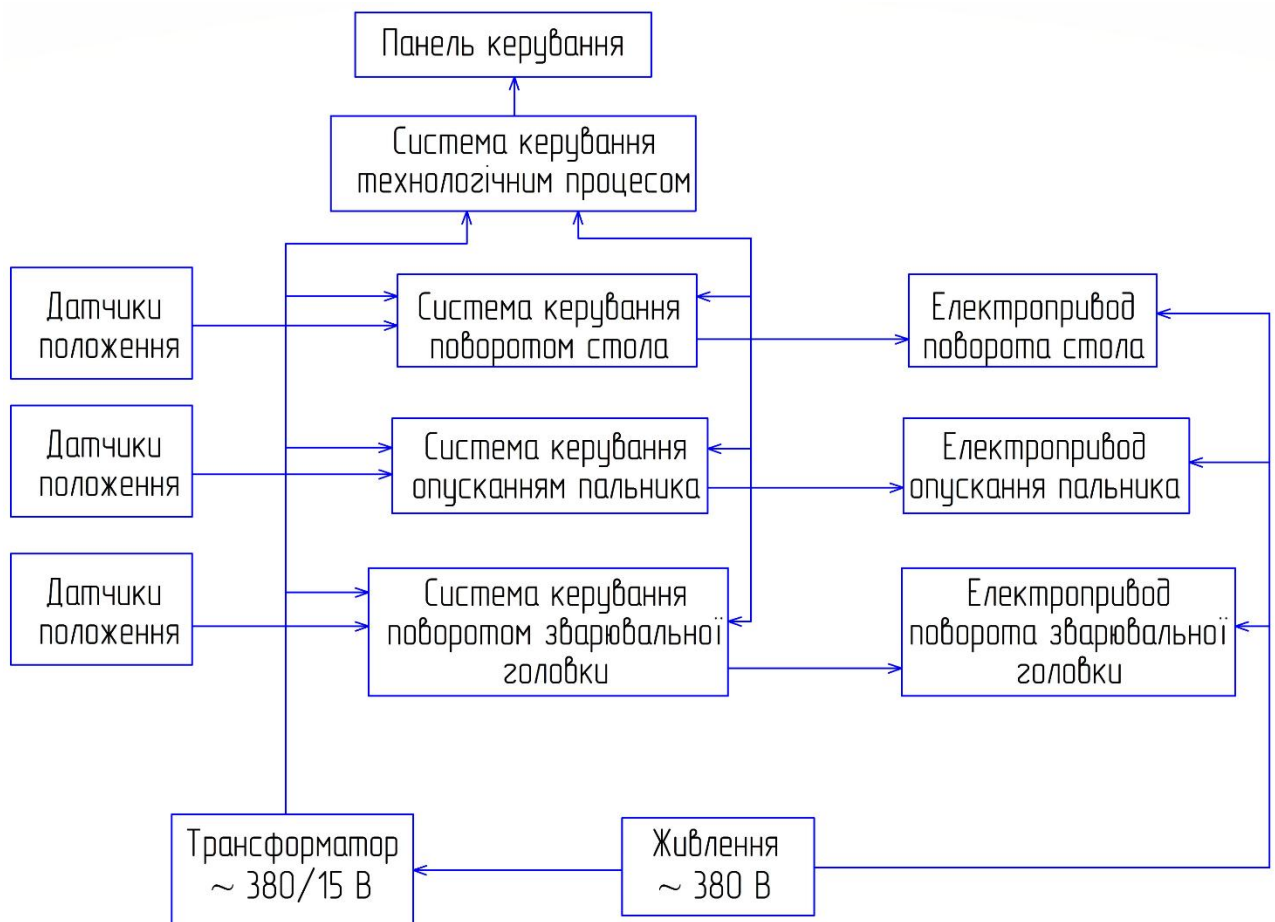 Панель керування
Система керування
технологічним процесом
Датчики
положення
Система керування
поворотом стола
Електропривод
поворота стола
Датчики
положення
Система керування
опусканням пальника
Електропривод
опускання пальника
Датчики
положення
Система керування
поворотом зварювальної
головки
Електропривод
поворота зварювальної
головки
Трансформатор
~ 380/15 В
Живлення
~ 380 В